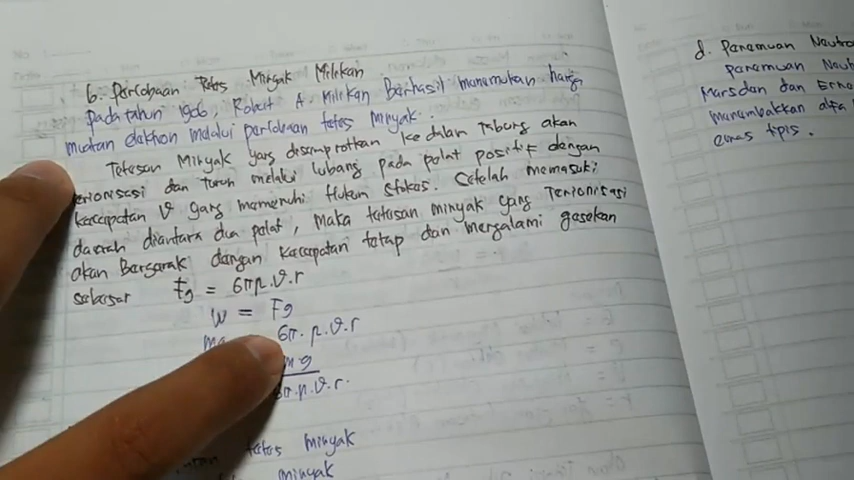 6. Percobaan Tetes Minyak Milikan
pada tahun 1906, Robert A. Milikan Berhasil menemukan harga
muatan elektron melalui percobaan tetes minyak.
Tetesan Minyak yang disemprotkan ke dalam Tabung akan
terionisasi dan turun melalui lubang pada pelat positif dengan
kecepatan v yang memenuhi Hukum Stokes. Setelah memasuki
daerah diantara dua pelat, maka tetesan minyak yang Terionisasi
akan Bergerak dengan kecepatan tetap dan mengalami gesekan
sebesar Fg = 6πη.v.r
w = Fg
6π.η.v.r
mg
π.η.v.r.
tetes minyak
minyak
d. Penemuan Neutro
penemuan Neut
Marsden dan Erne
menembakkan alfa
emas tipis.